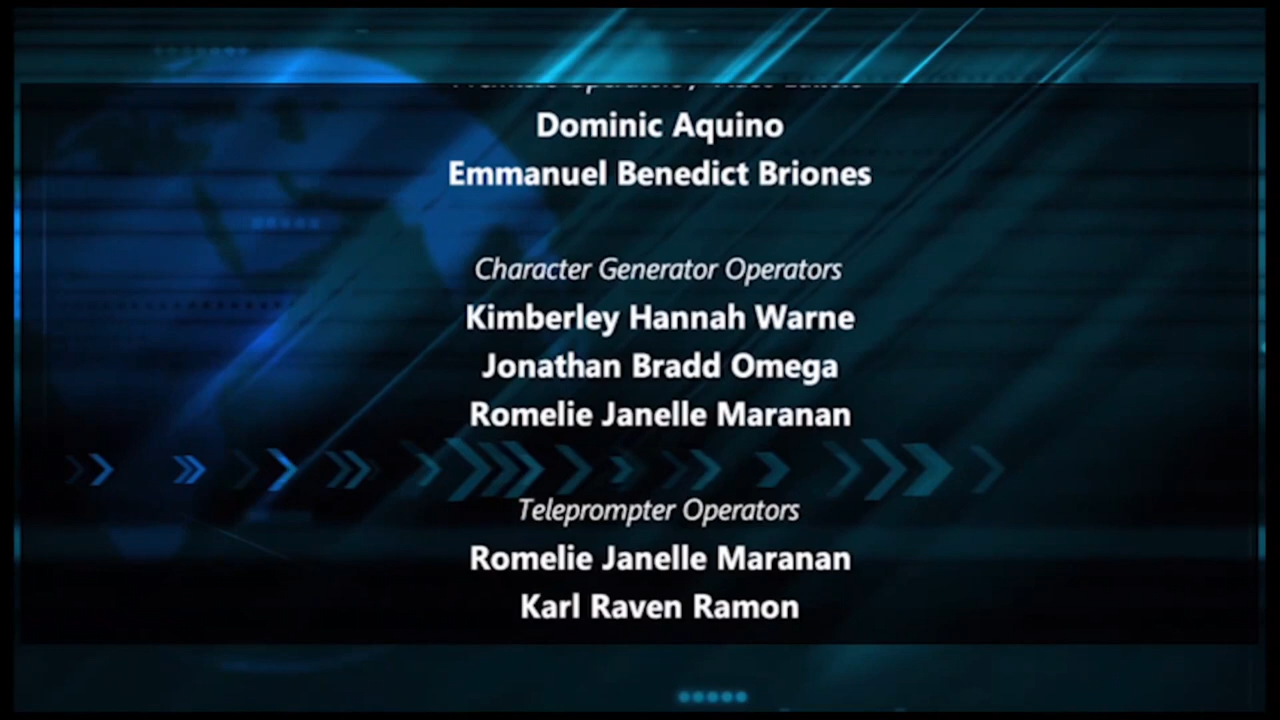 Dominic Aquino
Emmanuel Benedict Briones
Character Generator Operators
Kimberley Hannah Warne
Jonathan Bradd Omega
Romelie Janelle Maranan
Teleprompter Operators
Romelie Janelle Maranan
Karl Raven Ramon